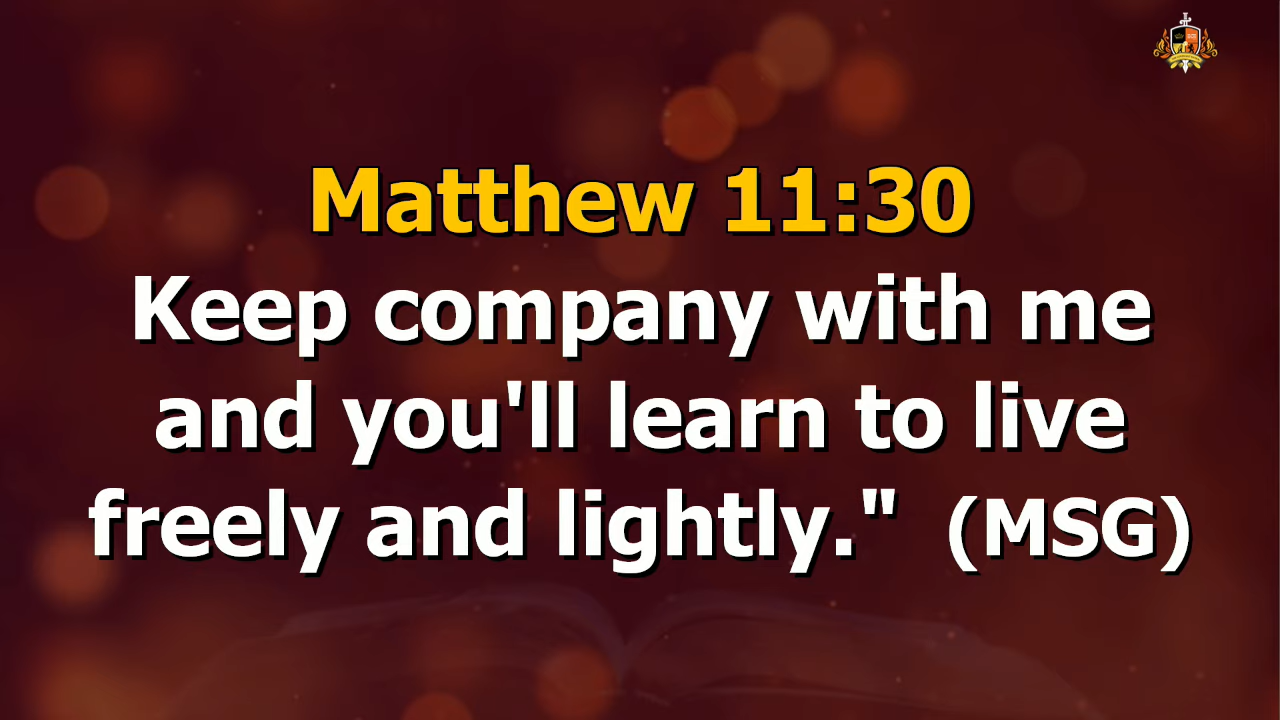 Matthew 11:30
Keep company with me
and you'll learn to live
freely and lightly." (MSG)